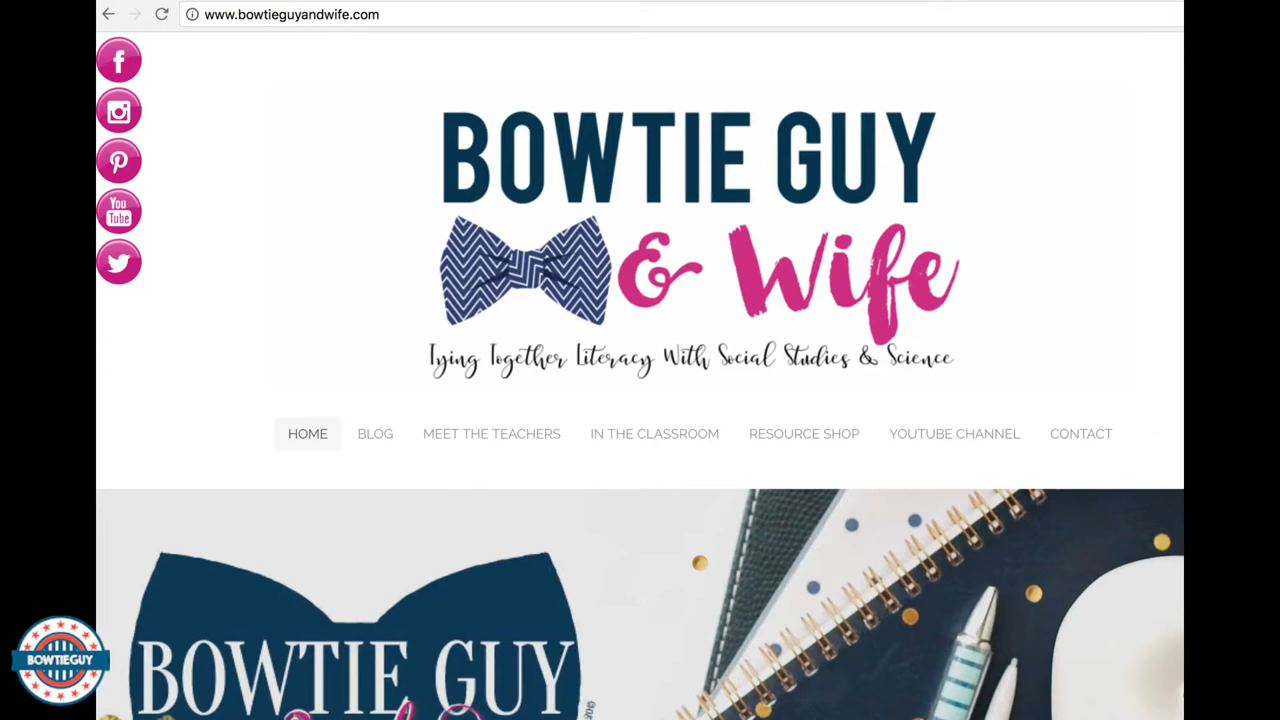 www.bowtieguyandwife.com
You
Tube
BOWTIE GUY
& Wife
Tying Together Literacy With Social Studies & Science
HOME BLOG MEET THE TEACHERS IN THE CLASSROOM RESOURCE SHOP YOUTUBE CHANNEL CONTACT
BOWTIE GUY
BOWTIEGUY